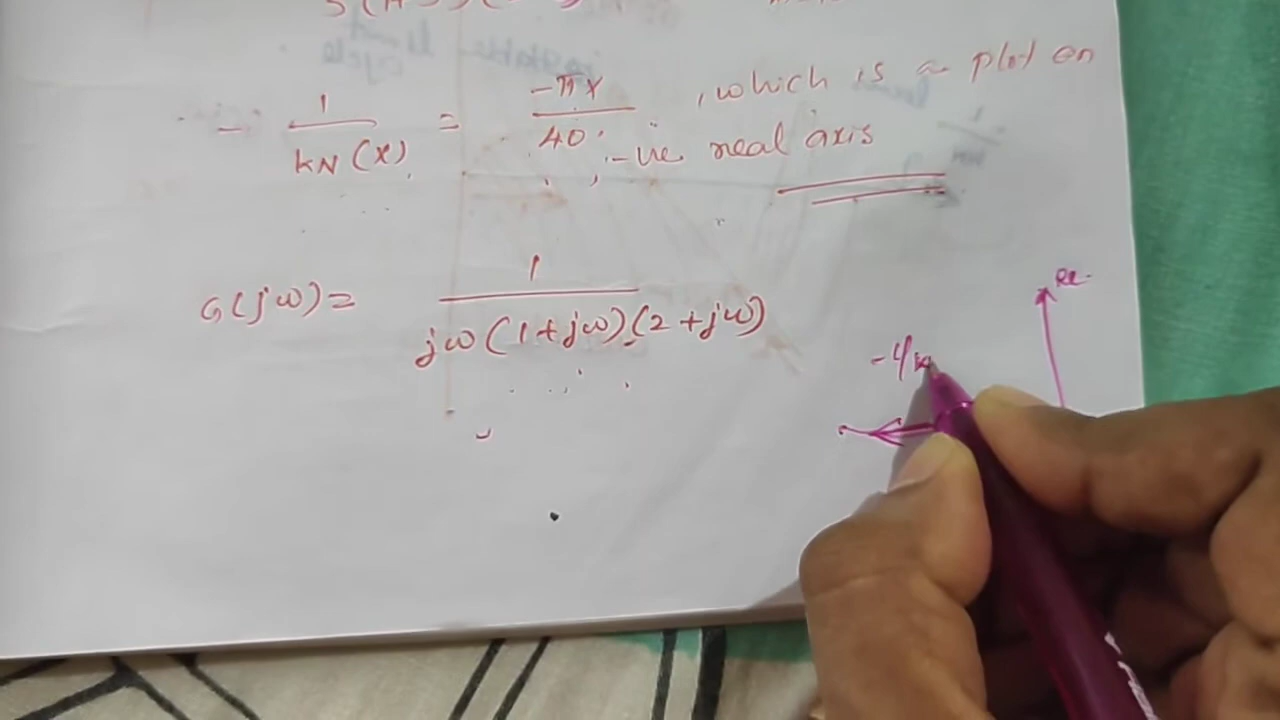 - 1 / KN(X) = -πX / 40 , which is a plot on
-ve real axis
G(jω) = 1 / jω(1+jω)(2+jω)
Re
-1/